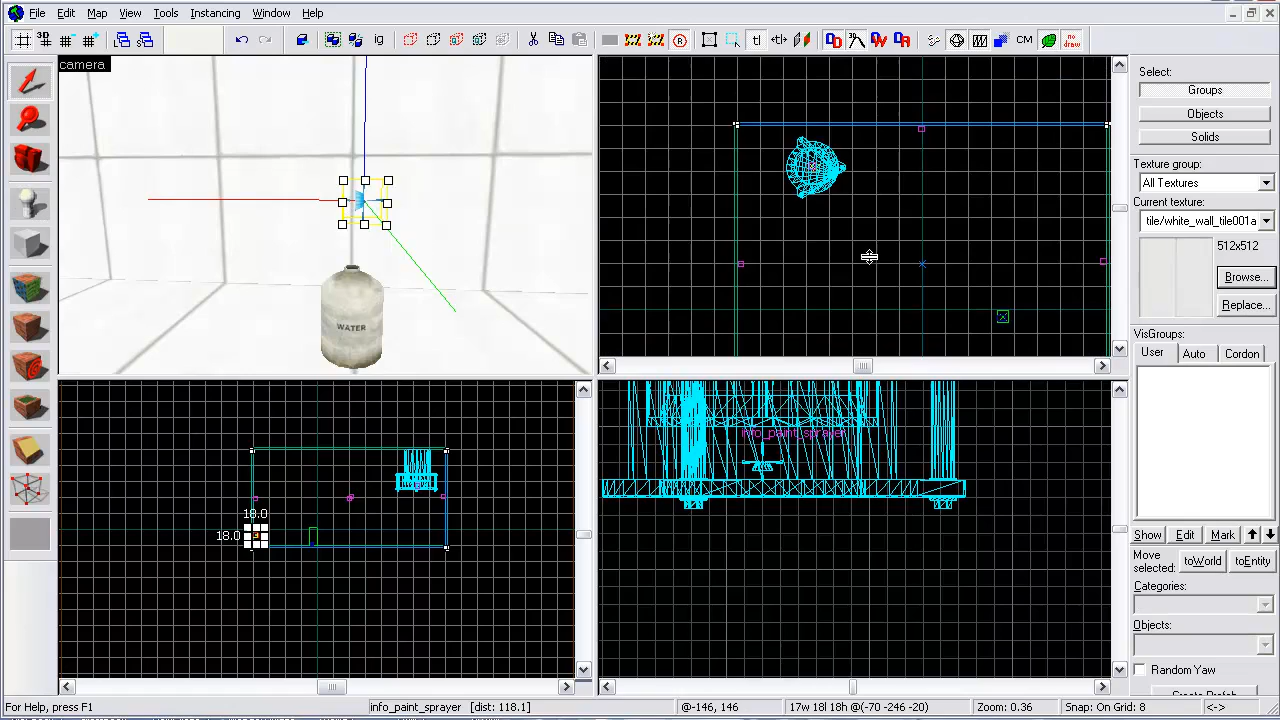 File Edit Map View Tools Instancing Window Help
3D
ig
tl
CM
no draw
camera
WATER
Select:
Groups
Objects
Solids
Texture group:
All Textures
Current texture:
tile/white_wall_tile001a
512x512
Browse...
Replace...
VisGroups:
User Auto Cordon
Show Edit Mark
Move selected: toWorld toEntity
Categories:
Objects:
Random Yaw
info_paint_sprayer
18.0
18.0
For Help, press F1
info_paint_sprayer [dist: 118.1]
@-146, 146
17w 18l 18h @(-70 -246 -20)
Zoom: 0.36
Snap: On Grid: 8
<->